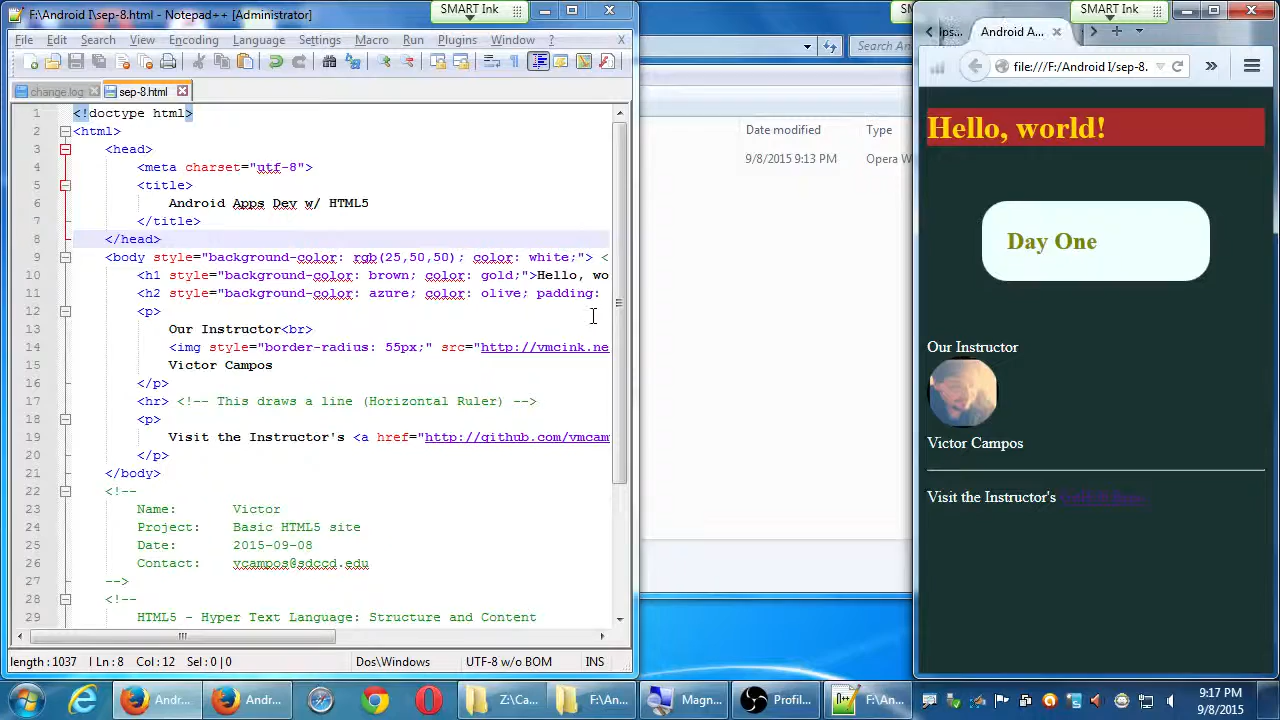 F:\Android I\sep-8.html - Notepad++ [Administrator]
SMART Ink
File Edit Search View Encoding Language Settings Macro Run Plugins Window ? X
change.log
sep-8.html
1 <!doctype html>
2 <html>
3 <head>
4 <meta charset="utf-8">
5 <title>
6 Android Apps Dev w/ HTML5
7 </title>
8 </head>
9 <body style="background-color: rgb(25,50,50); color: white;"> <
10 <h1 style="background-color: brown; color: gold;">Hello, wo
11 <h2 style="background-color: azure; color: olive; padding:
12 <p>
13 Our Instructor<br>
14 <img style="border-radius: 55px;" src="http://vmcink.ne
15 Victor Campos
16 </p>
17 <hr> <!-- This draws a line (Horizontal Ruler) -->
18 <p>
19 Visit the Instructor's <a href="http://github.com/vmcam
20 </p>
21 </body>
22 <!--
23 Name: Victor
24 Project: Basic HTML5 site
25 Date: 2015-09-08
26 Contact: vcampos@sdccd.edu
27 -->
28 <!--
29 HTML5 - Hyper Text Language: Structure and Content
length : 1037 Ln : 8 Col : 12 Sel : 0 | 0 Dos\Windows UTF-8 w/o BOM INS
SM
Search An
Date modified Type
9/8/2015 9:13 PM Opera W
SMART Ink
Android A...
file:///F:/Android I/sep-8.
Hello, world!
Day One
Our Instructor
Victor Campos
Visit the Instructor's
Andr...
Andr...
Z:\Ca...
F:\An...
Magn...
Profil...
F:\An...
9:17 PM
9/8/2015